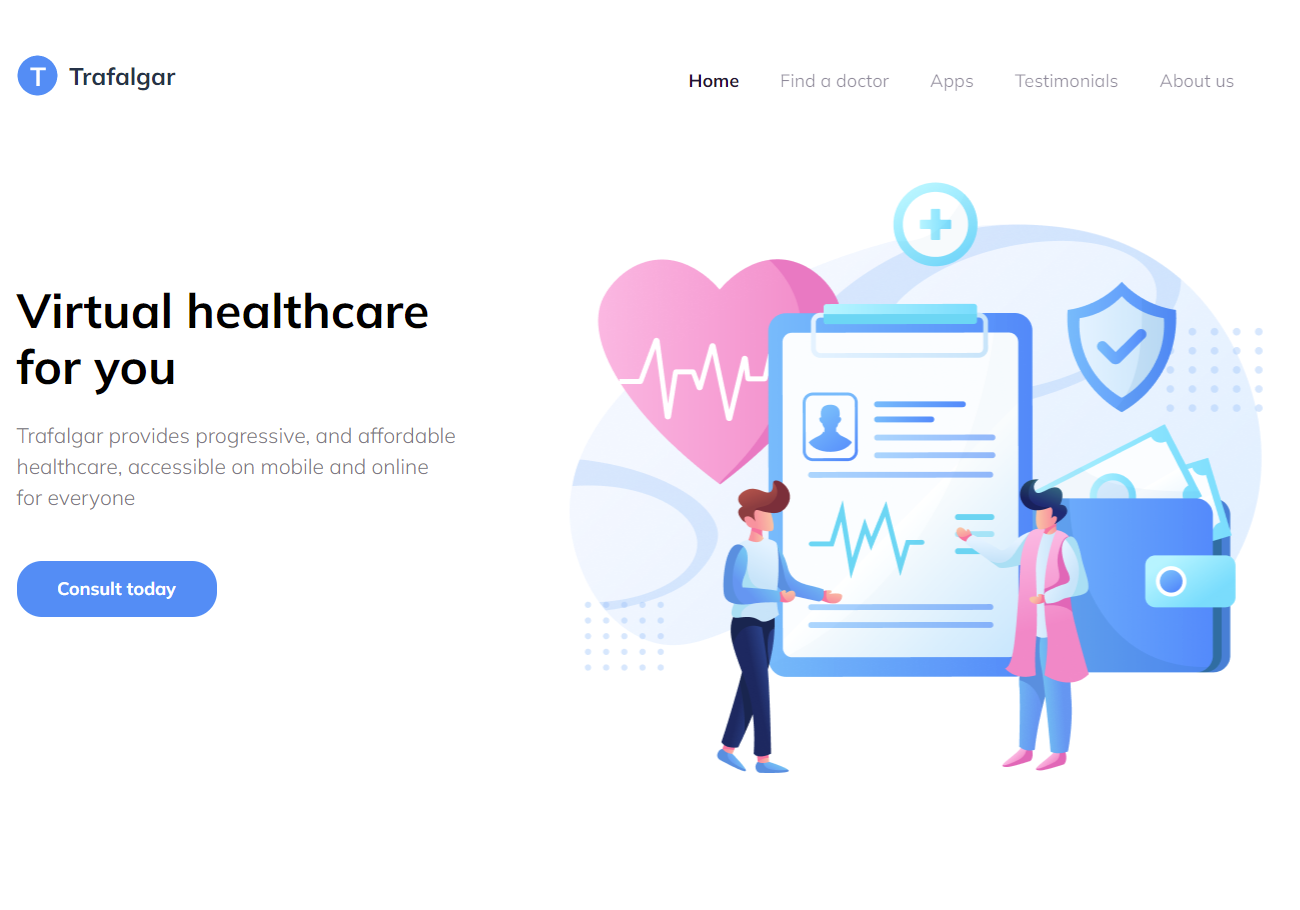 T Trafalgar
Home Find a doctor Apps Testimonials About us
Virtual healthcare
for you
Trafalgar provides progressive, and affordable
healthcare, accessible on mobile and online
for everyone
Consult today